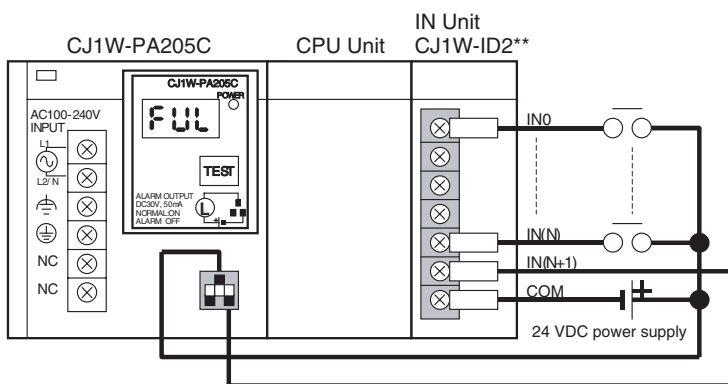 IN Unit
CJ1W-PA205C CPU Unit CJ1W-ID2**
CJ1W-PA205C
POWER
AC100-240V
INPUT
L1
L2/ N
NC
NC
FUL
TEST
ALARM OUTPUT
DC30V, 50mA
NORMAL:ON
ALARM OFF
L
IN0
IN(N)
IN(N+1)
COM
+
24 VDC power supply